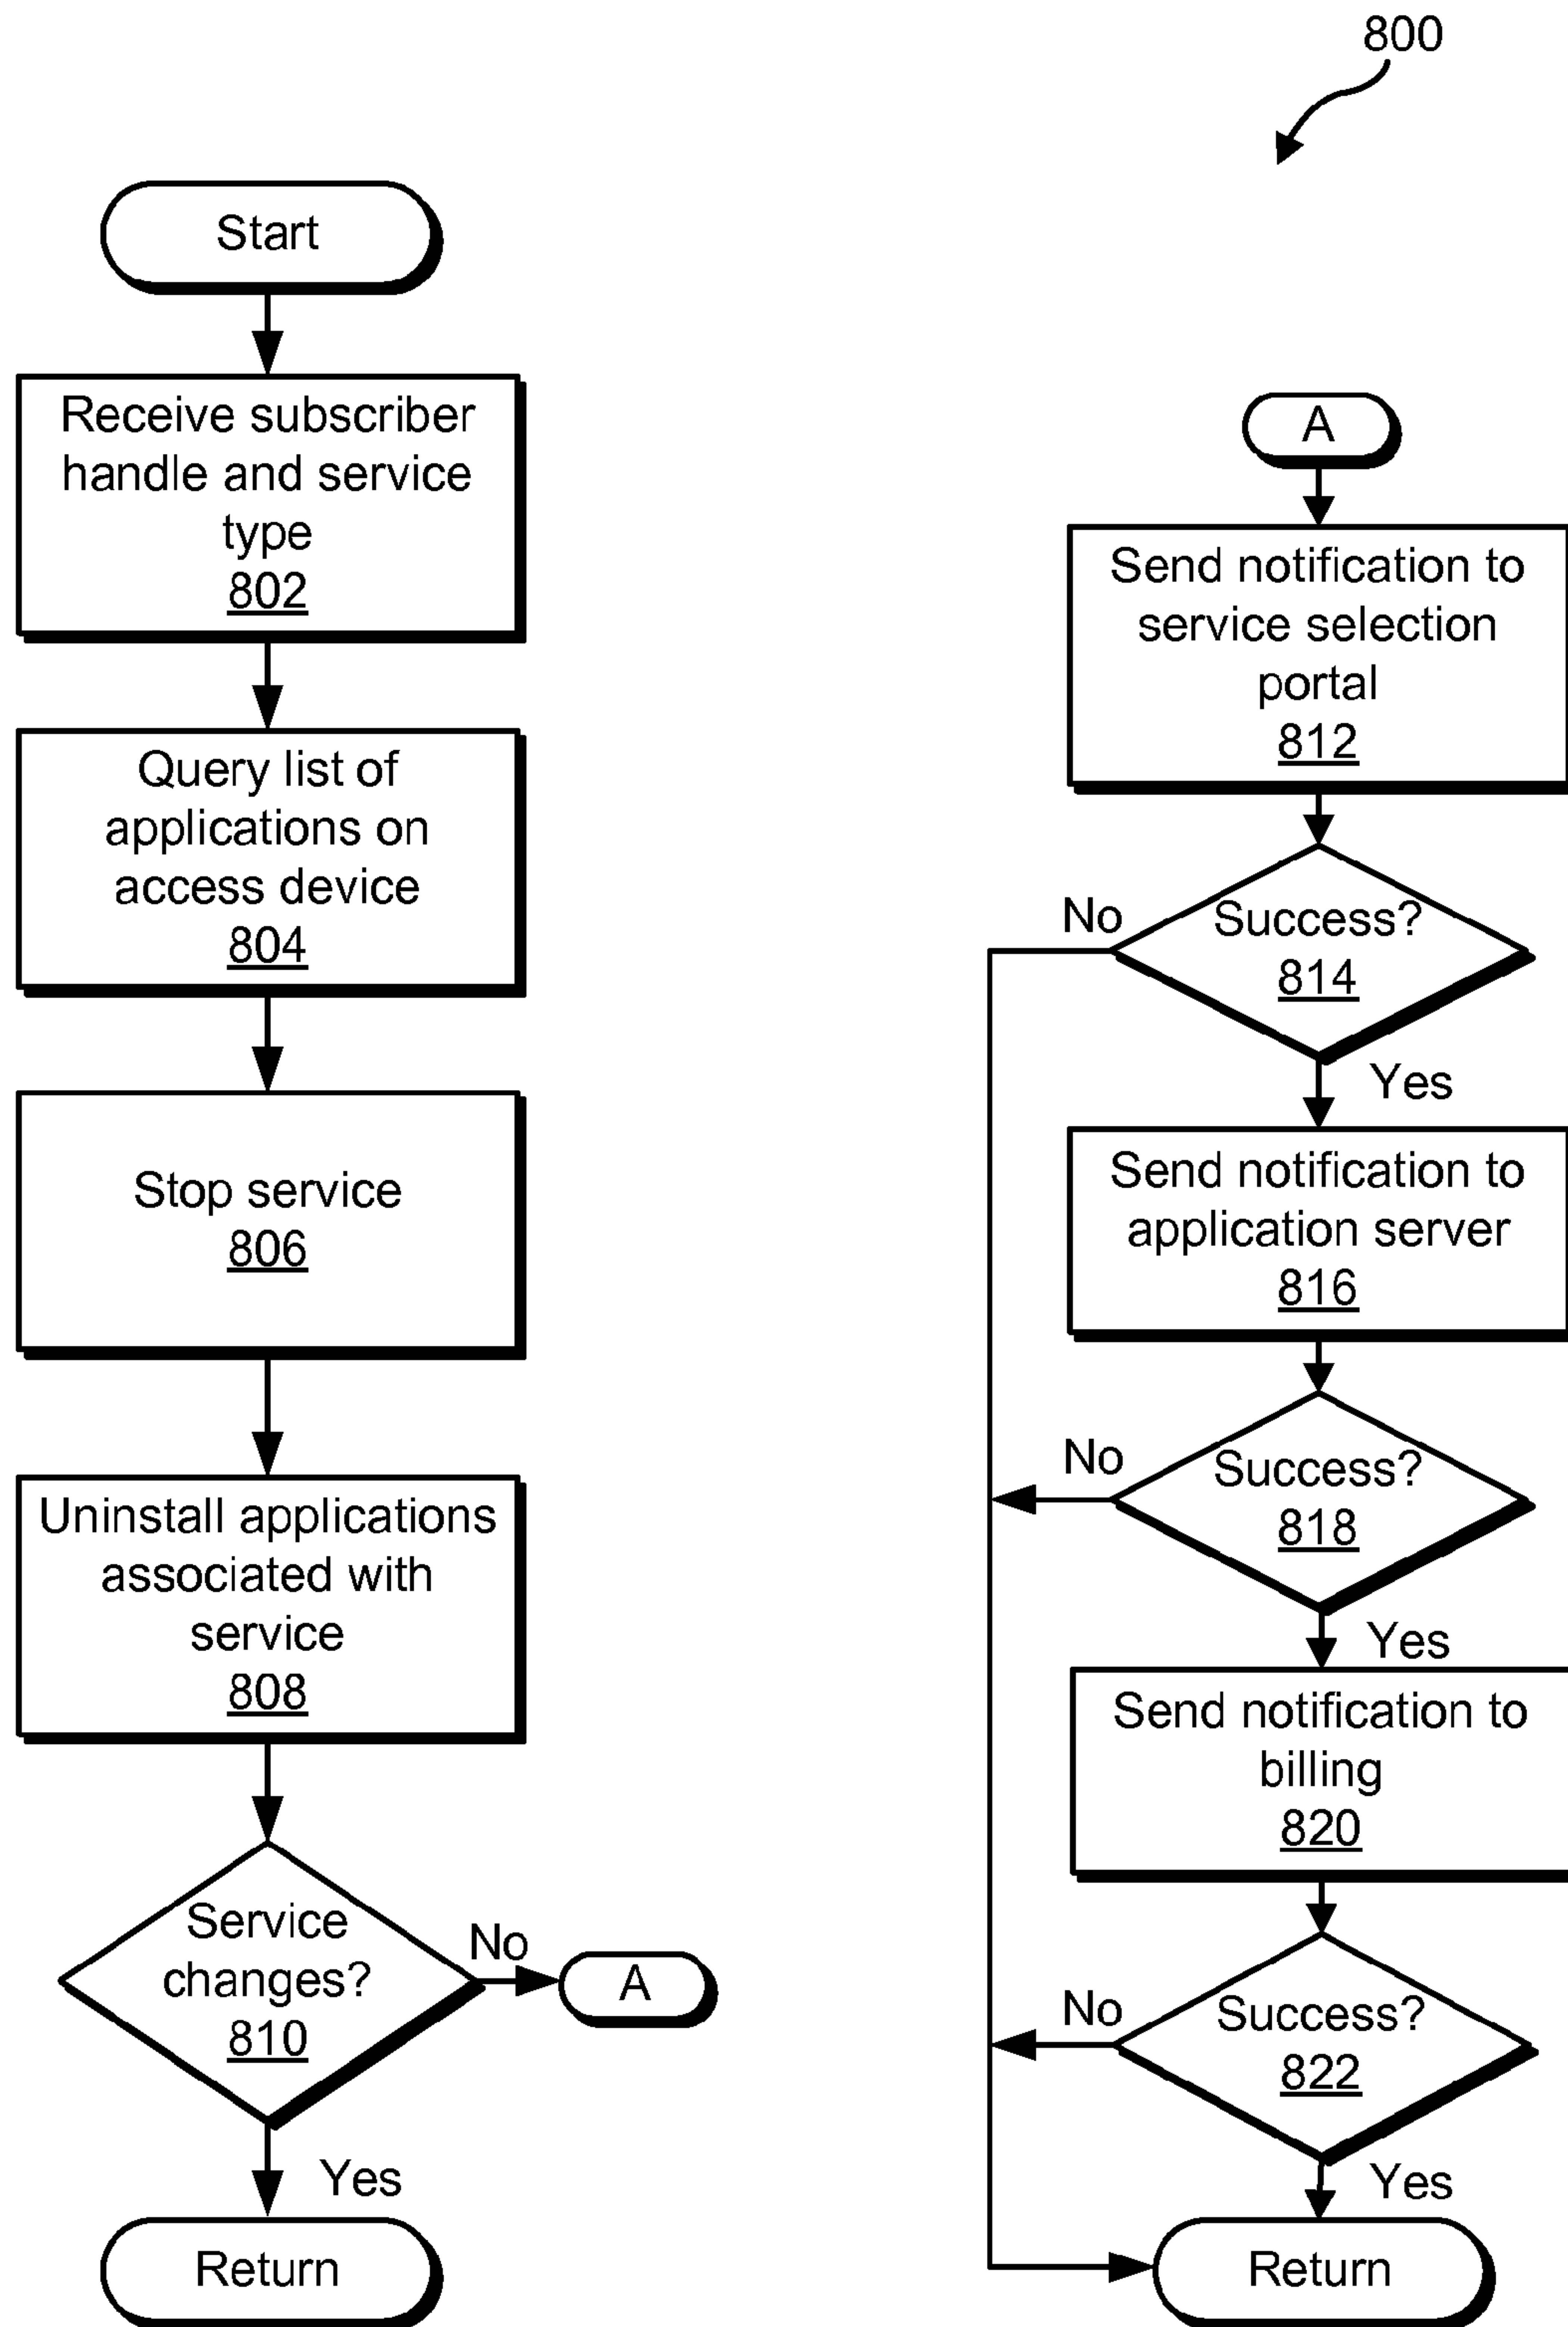 800
Start
Receive subscriber
handle and service
type
802
Query list of
applications on
access device
804
Stop service
806
Uninstall applications
associated with
service
808
Service
changes?
810
No
A
Yes
Return
A
Send notification to
service selection
portal
812
Success?
814
No
Yes
Send notification to
application server
816
Success?
818
No
Yes
Send notification to
billing
820
Success?
822
No
Yes
Return